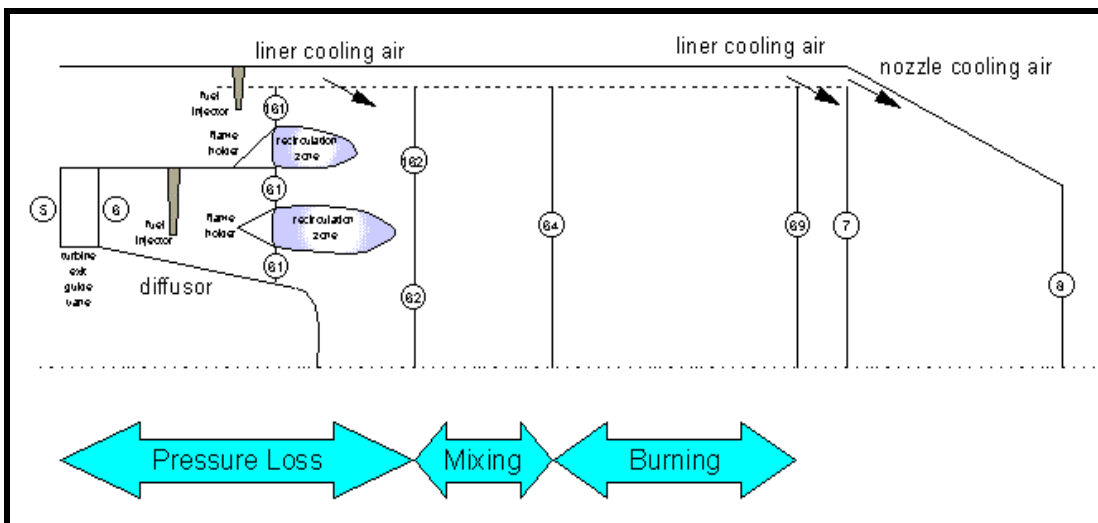 liner cooling air
liner cooling air
nozzle cooling air
fuel
injector
161
flame
holder
recirculation
zone
162
5
6
61
fuel
injector
flame
holder
recirculation
zone
64
69
7
61
turbine
exit
guide
vane
diffusor
62
8
Pressure Loss
Mixing
Burning